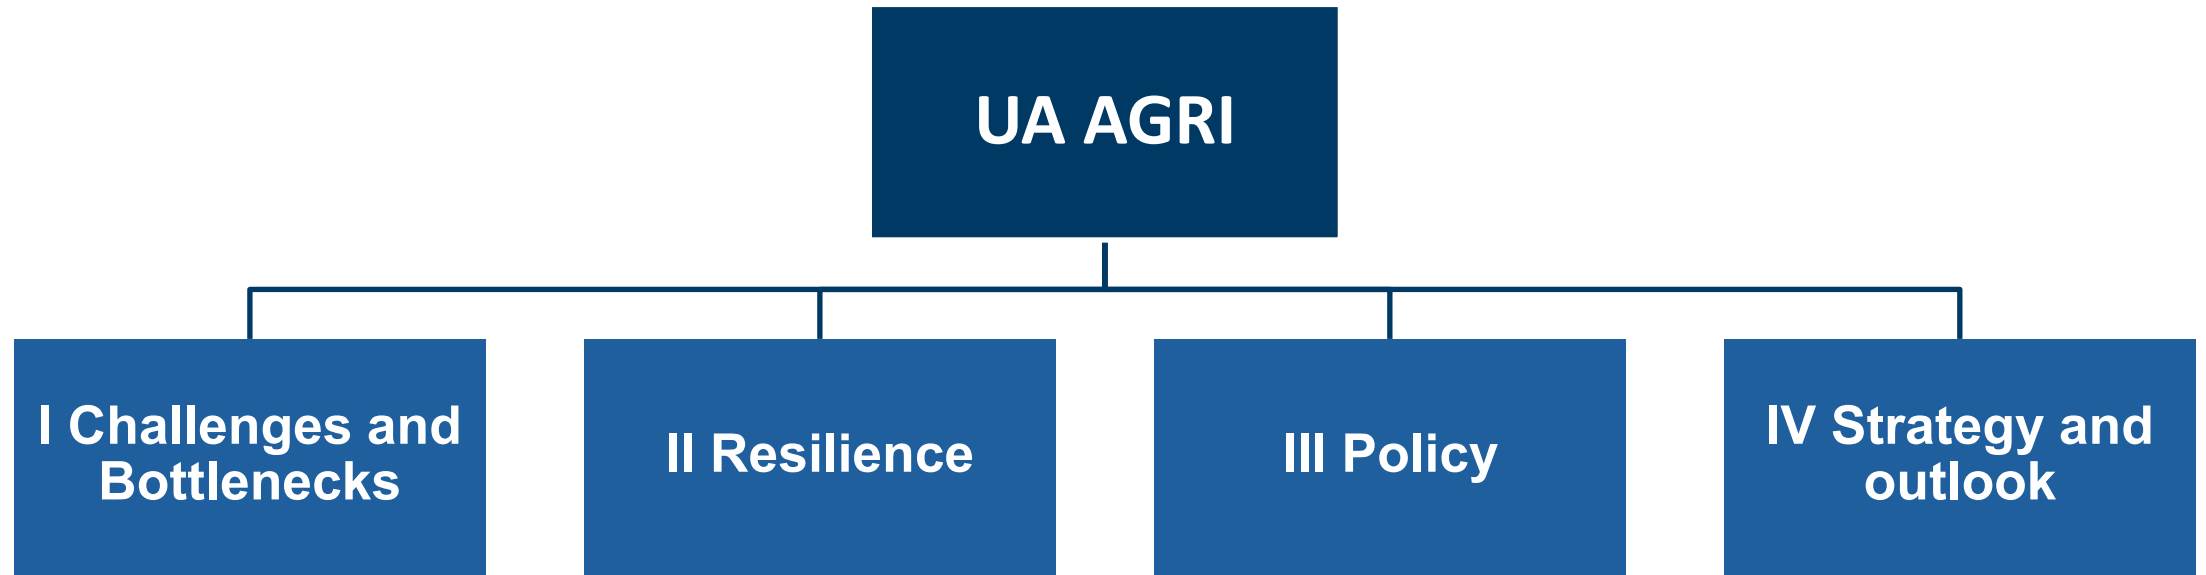 UA AGRI
I Challenges and
Bottlenecks
II Resilience
III Policy
IV Strategy and
outlook